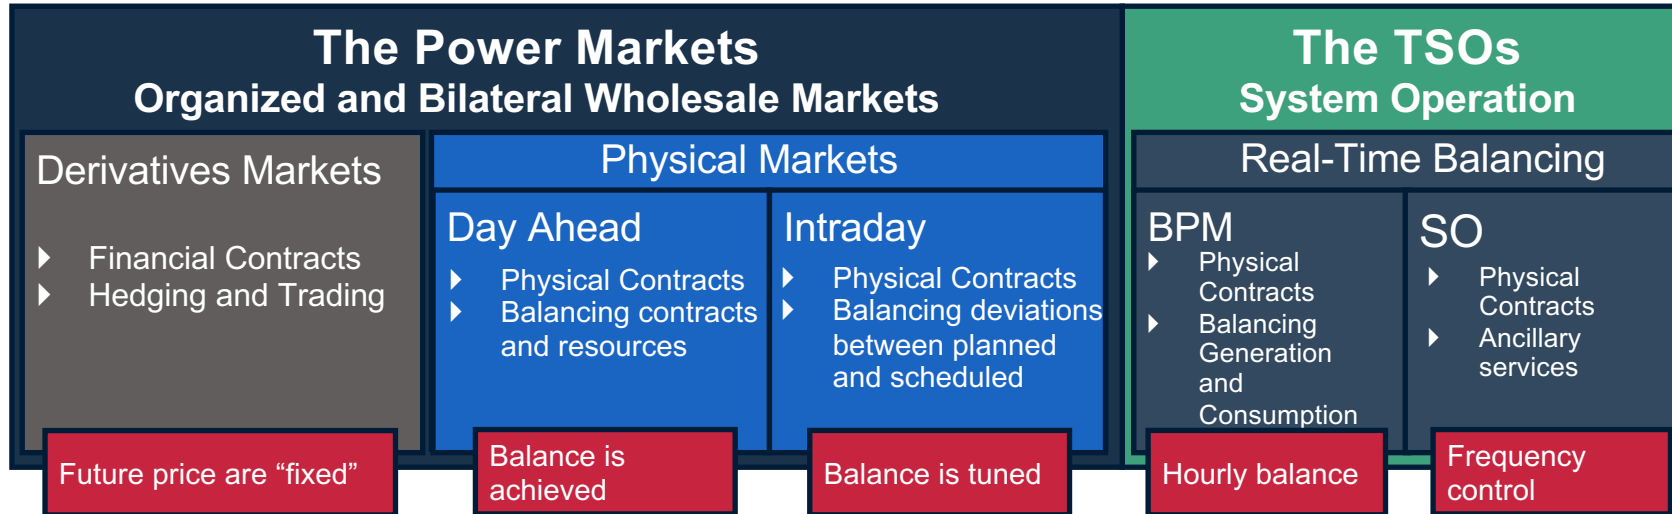 The Power Markets
Organized and Bilateral Wholesale Markets
The TSOs
System Operation
Derivatives Markets
Financial Contracts
Hedging and Trading
Physical Markets
Day Ahead
Physical Contracts
Balancing contracts
and resources
Intraday
Physical Contracts
Balancing deviations
between planned
and scheduled
Real-Time Balancing
BPM
Physical
Contracts
Balancing
Generation
and
Consumption
SO
Physical
Contracts
Ancillary
services
Future price are “fixed”
Balance is
achieved
Balance is tuned
Hourly balance
Frequency
control